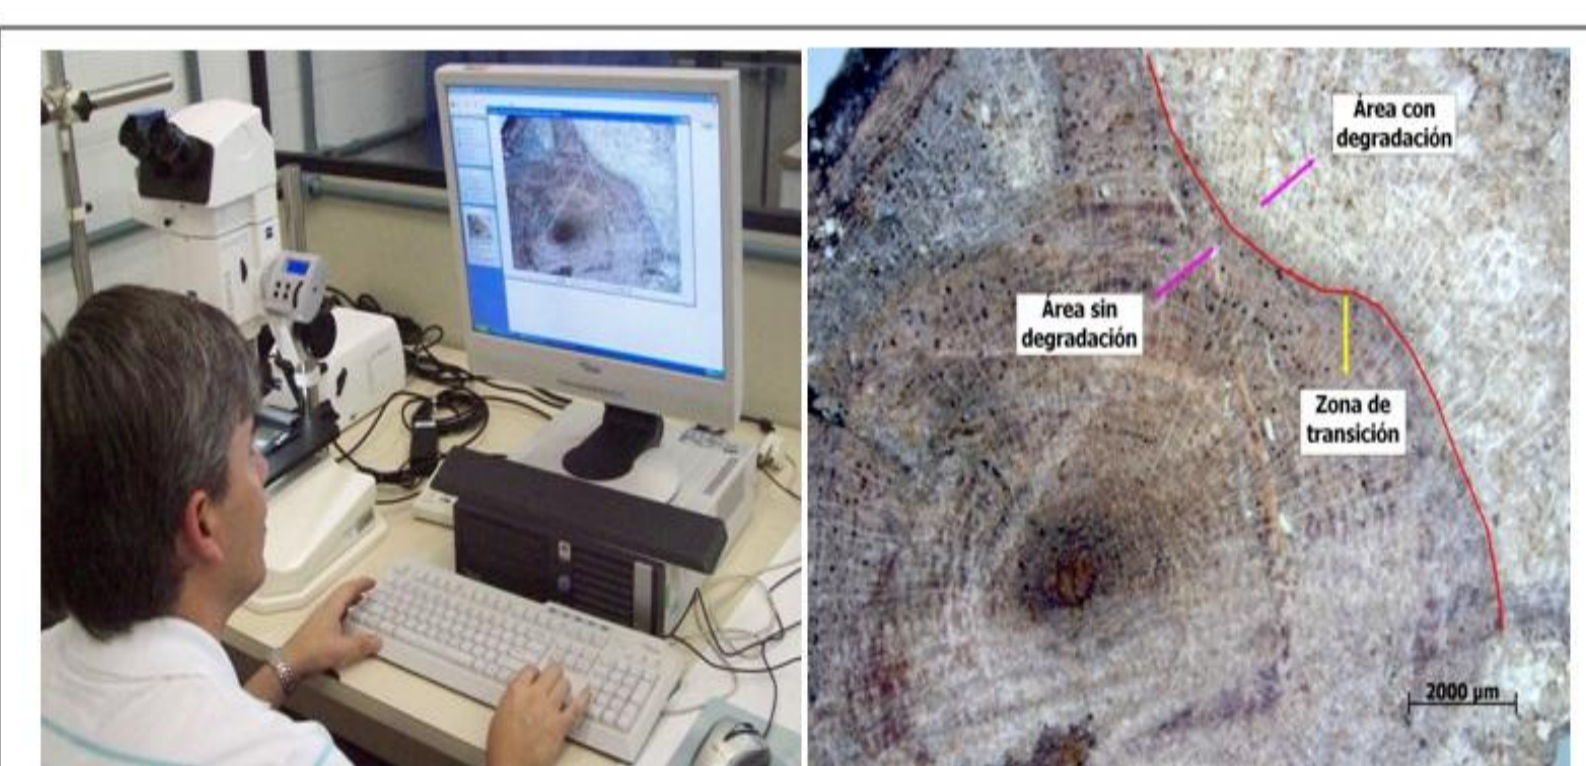 Área con
degradación
Área sin
degradación
Zona de
transición
2000 µm